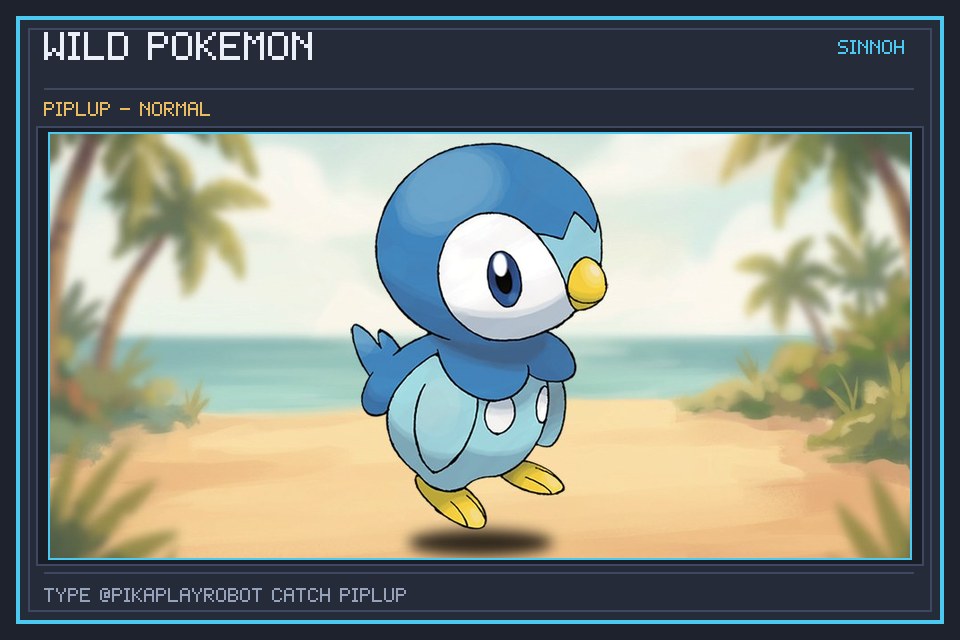 WILD POKEMON
SINNOH
PIPLUP - NORMAL
TYPE @PIKAPLAYROBOT CATCH PIPLUP